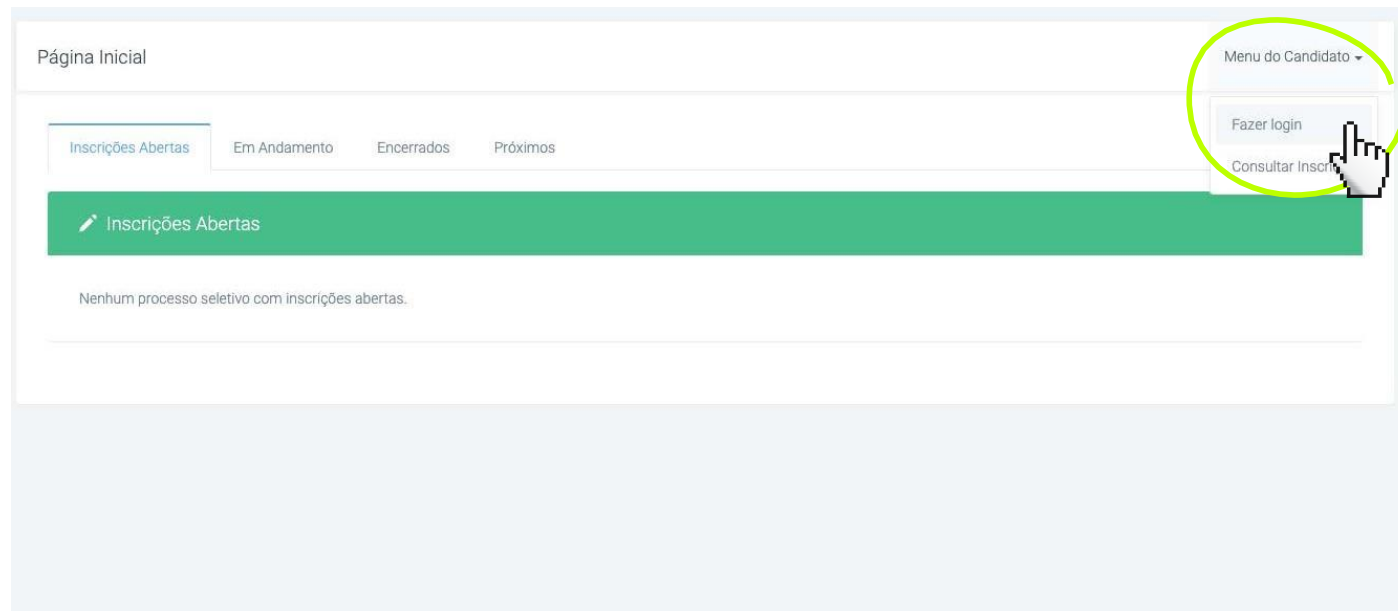 Página Inicial
Menu do Candidato
Fazer login
Consultar
Inscrições Abertas
Em Andamento
Encerrados
Próximos
Inscrições Abertas
Nenhum processo seletivo com inscrições abertas.